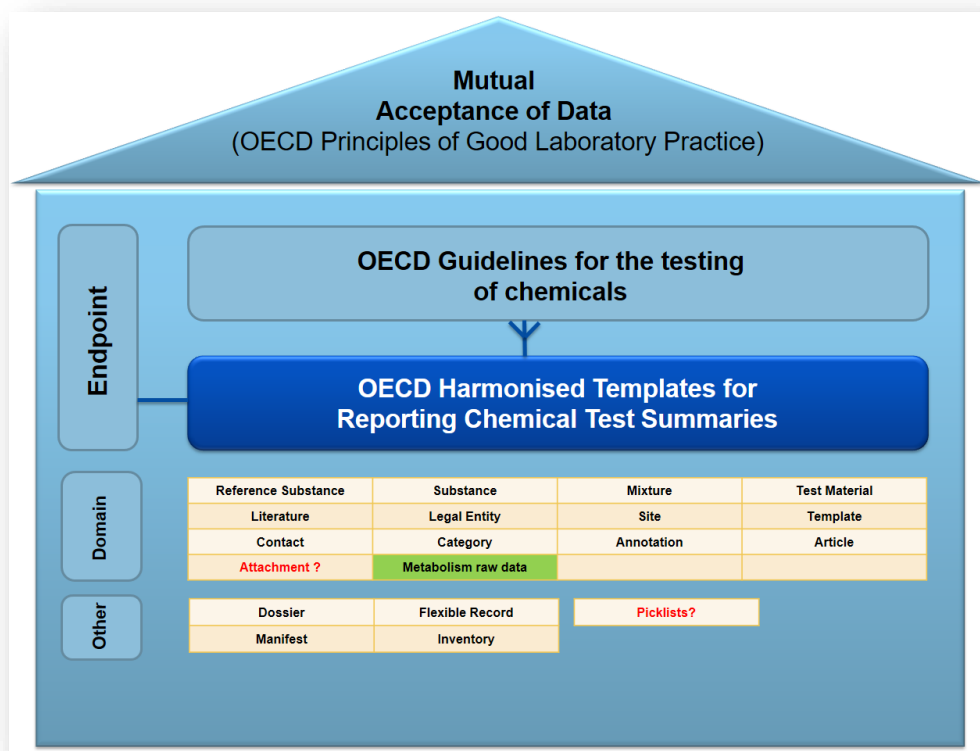 Mutual
Acceptance of Data
(OECD Principles of Good Laboratory Practice)
Endpoint
OECD Guidelines for the testing
of chemicals
OECD Harmonised Templates for
Reporting Chemical Test Summaries
Domain
Reference Substance Substance Mixture Test Material
Literature Legal Entity Site Template
Contact Category Annotation Article
Attachment ? Metabolism raw data
Other
Dossier Flexible Record Picklists?
Manifest Inventory